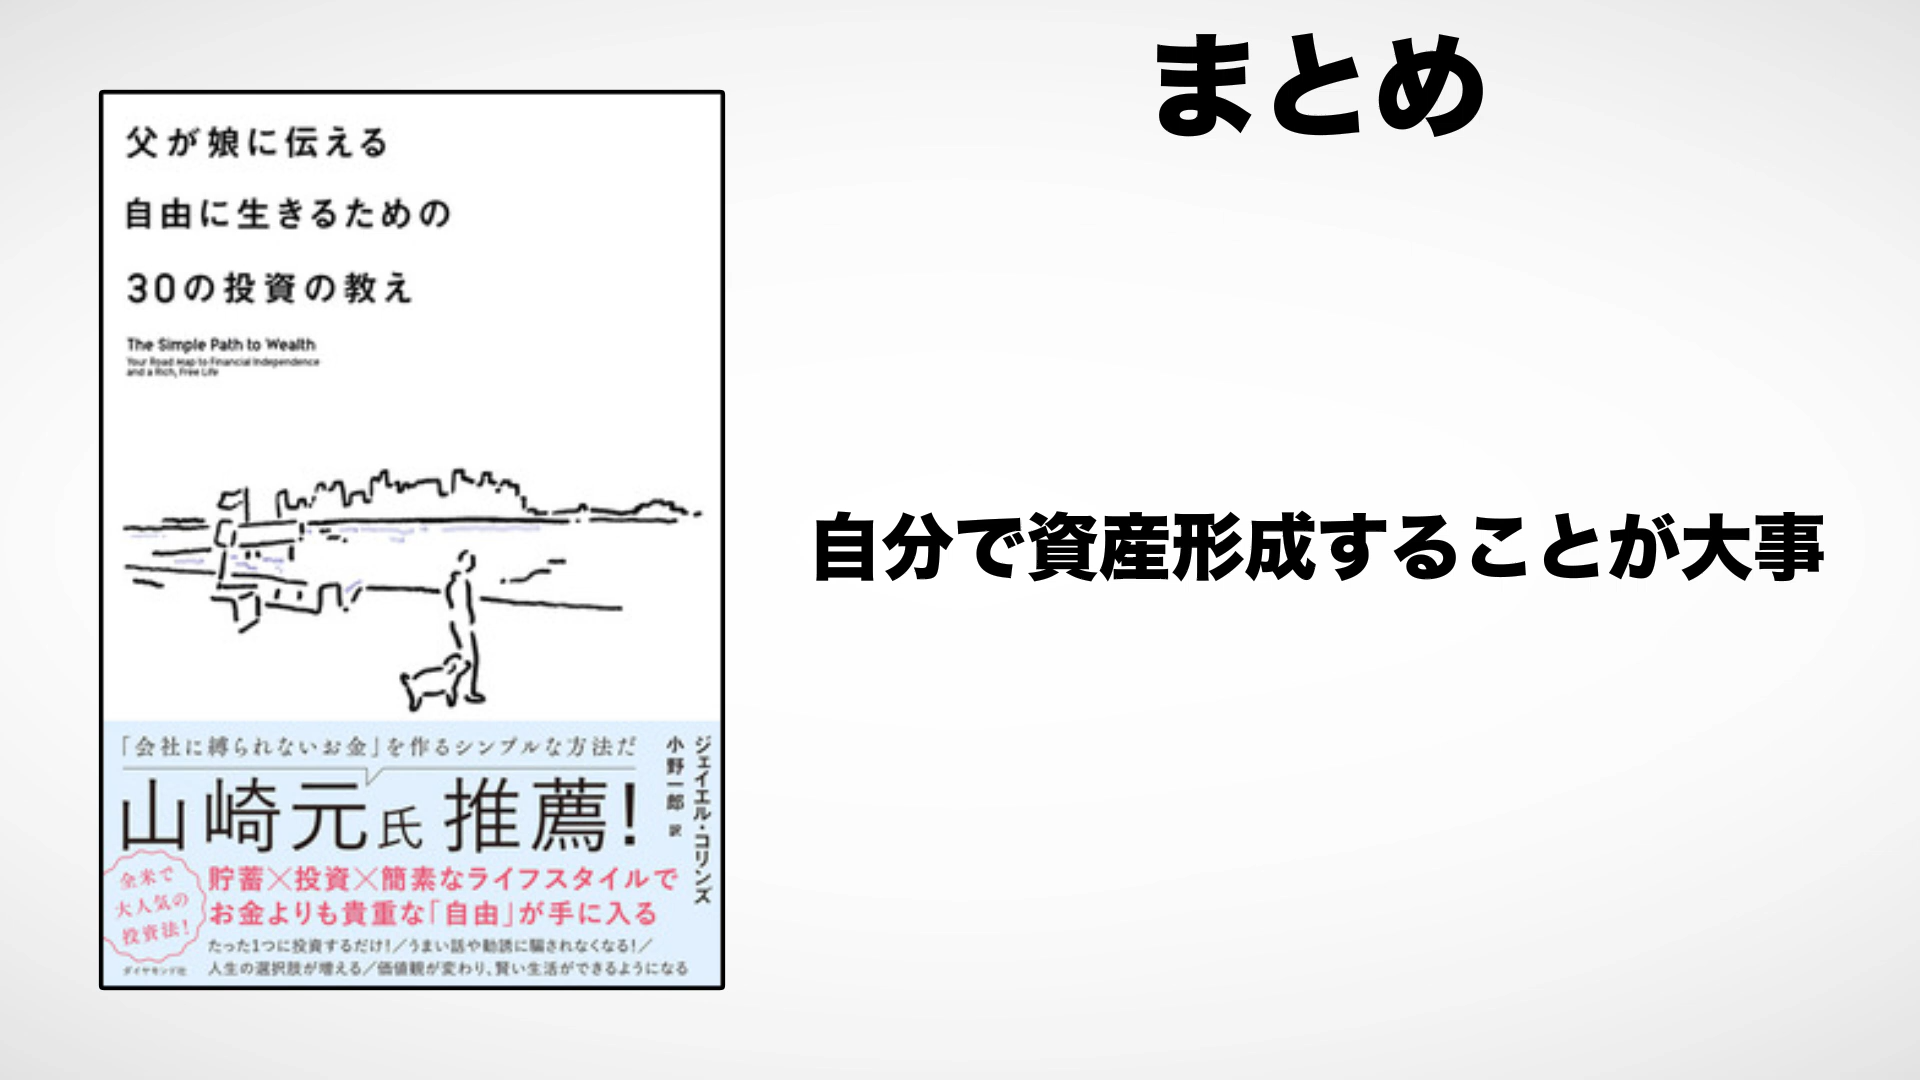 まとめ
父が娘に伝える
自由に生きるための
30の投資の教え
The Simple Path to Wealth
Your Road Map to Financial Independence
and a Rich, Free Life
自分で資産形成することが大事
「会社に縛られないお金」を作るシンプルな方法だ
山崎元氏 推薦!
ジェイエル・コリンズ
小野一郎 訳
全米で
大人気の
投資法!
貯蓄×投資×簡素なライフスタイルで
お金よりも貴重な「自由」が手に入る
たった1つに投資するだけ!/うまい話や勧誘に騙されなくなる!/
人生の選択肢が増える/価値観が変わり、賢い生活ができるようになる
ダイヤモンド社